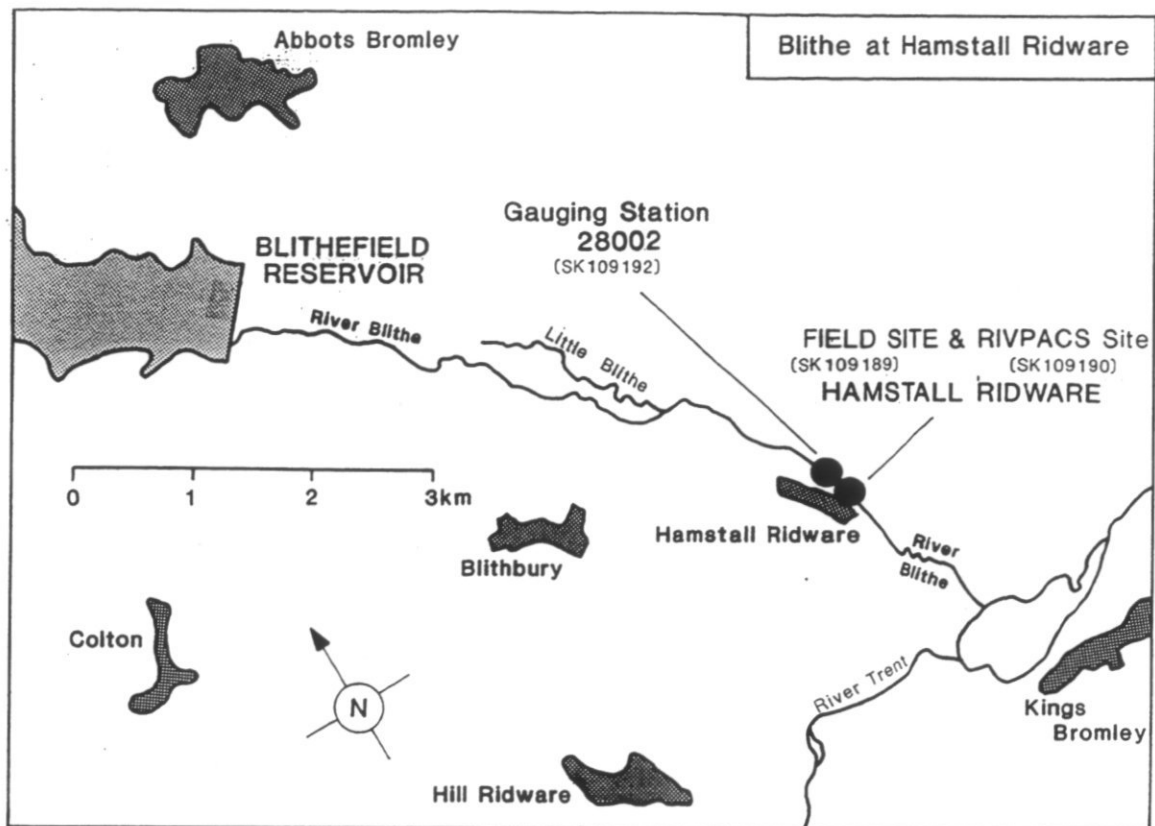 Abbots Bromley
Blithe at Hamstall Ridware
Gauging Station
28002
(SK109192)
BLITHEFIELD
RESERVOIR
River Blithe
Little Blithe
FIELD SITE & RIVPACS Site
(SK109189) (SK109190)
HAMSTALL RIDWARE
0 1 2 3km
Hamstall Ridware
Blithbury
River
Blithe
Colton
N
River Trent
Kings
Bromley
Hill Ridware